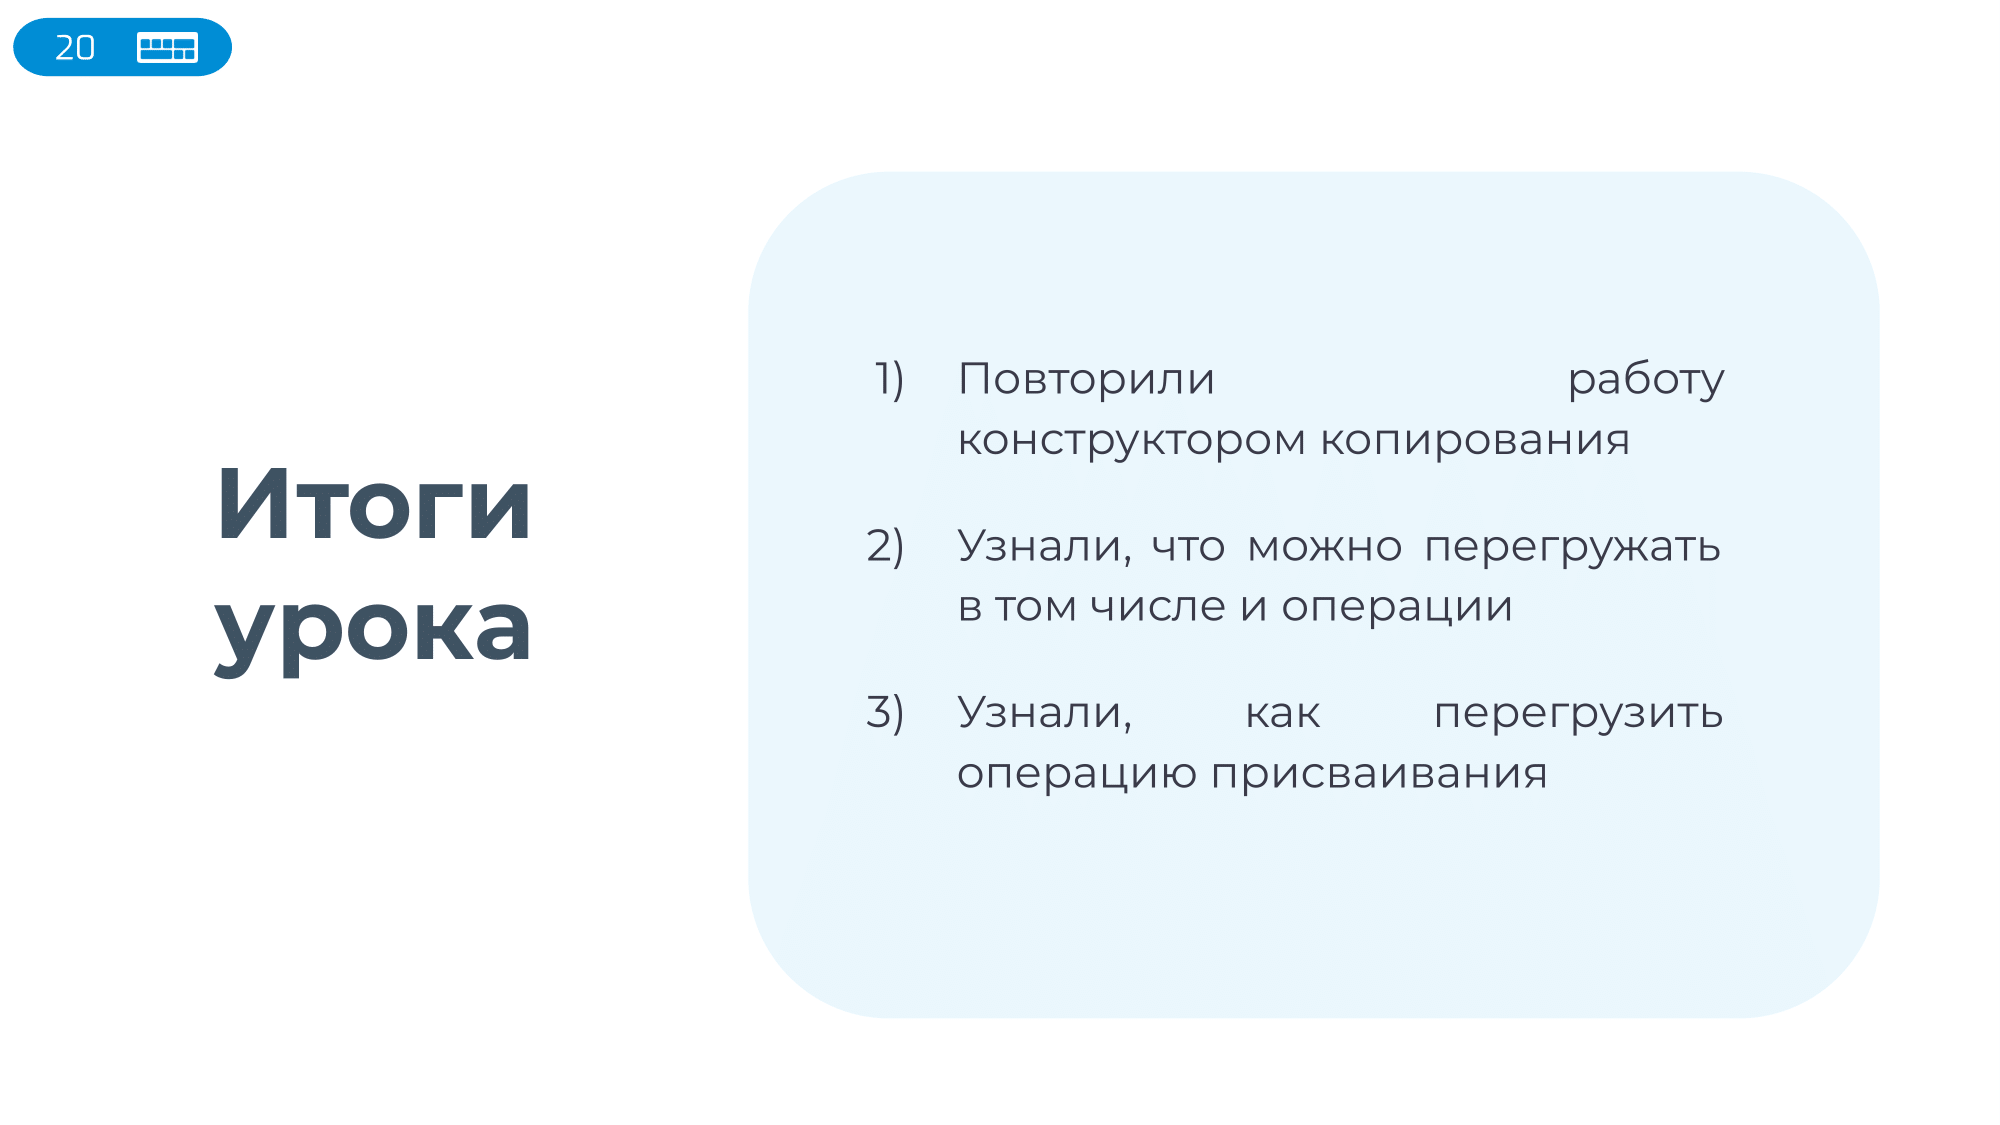 20
Итоги
урока
1) Повторили работу
конструктором копирования
2) Узнали, что можно перегружать
в том числе и операции
3) Узнали, как перегрузить
операцию присваивания